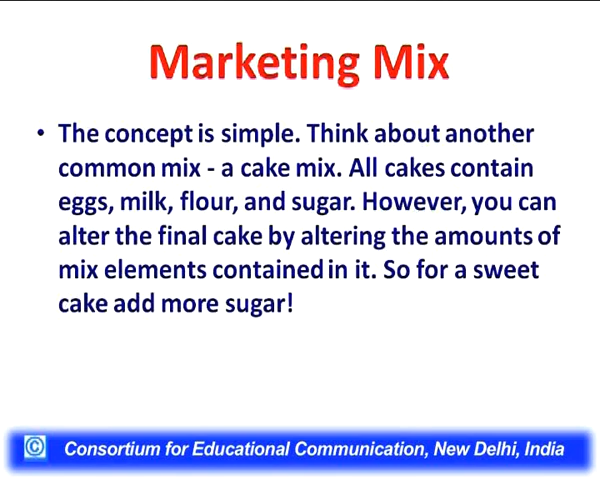 Marketing Mix
• The concept is simple. Think about another
common mix - a cake mix. All cakes contain
eggs, milk, flour, and sugar. However, you can
alter the final cake by altering the amounts of
mix elements contained in it. So for a sweet
cake add more sugar!
© Consortium for Educational Communication, New Delhi, India